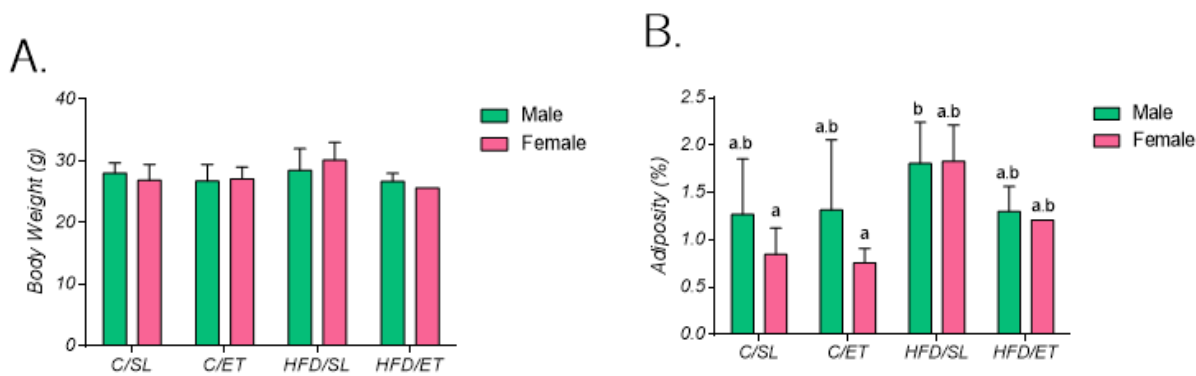 A.
Body Weight (g)
40
30
20
10
0
C/SL
C/ET
HFD/SL
HFD/ET
Male
Female
B.
Adiposity (%)
2.5
2.0
1.5
1.0
0.5
0.0
a.b
a
a.b
a
b
a.b
a.b
a.b
C/SL
C/ET
HFD/SL
HFD/ET
Male
Female